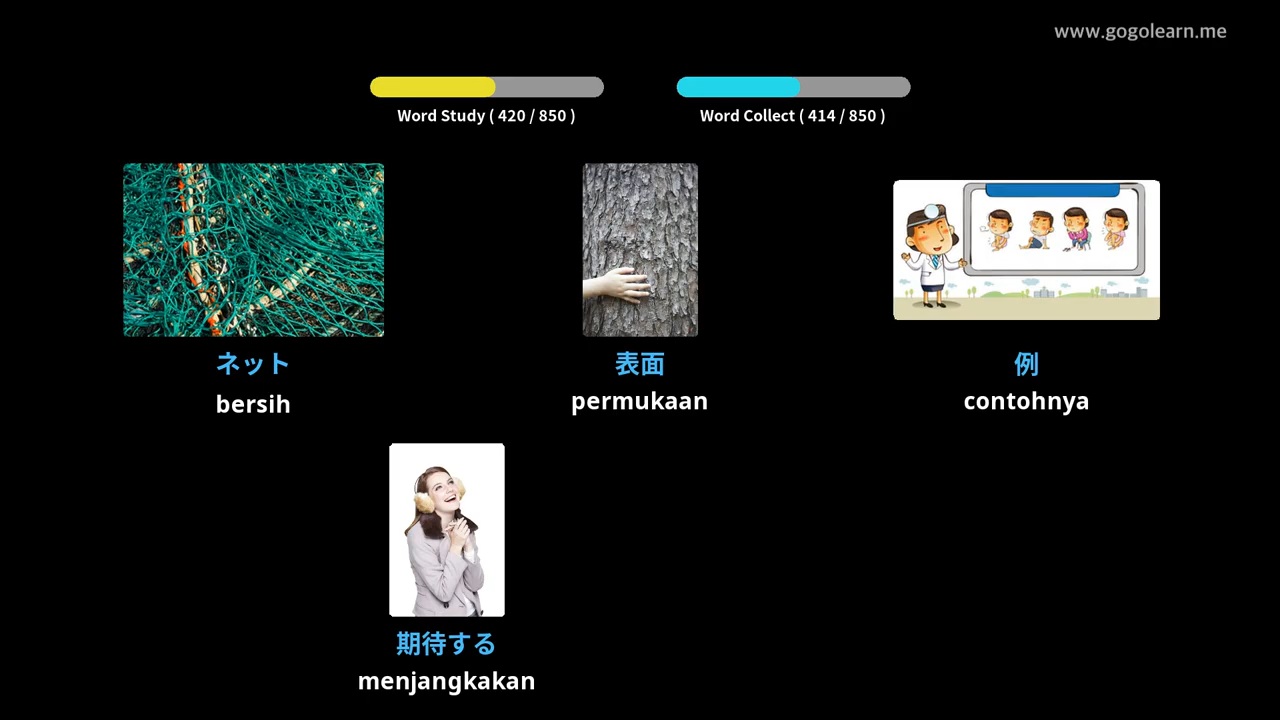 www.gogolearn.me
Word Study ( 420 / 850 )
Word Collect ( 414 / 850 )
ネット
bersih
表面
permukaan
例
contohnya
期待する
menjangkakan